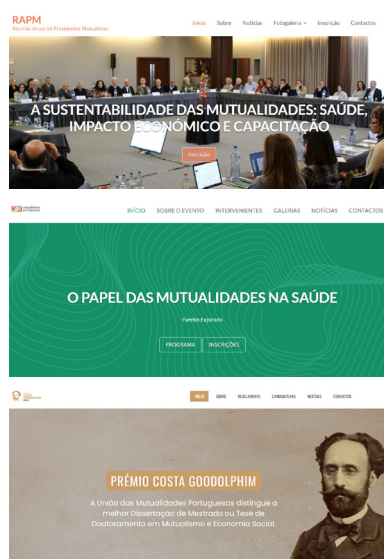 RAPM
Reunião Anual de Presidentes Mutualistas
Início Sobre Notícias Fotogaleria Inscrição Contactos
A SUSTENTABILIDADE DAS MUTUALIDADES: SAÚDE,
IMPACTO ECONÓMICO E CAPACITAÇÃO
Inscrição
INÍCIO SOBRE O EVENTO INTERVENIENTES GALERIAS NOTÍCIAS CONTACTOS
O PAPEL DAS MUTUALIDADES NA SAÚDE
PROGRAMA INSCRIÇÕES
INÍCIO SOBRE REGULAMENTO CANDIDATURAS NOTÍCIAS CONTACTOS
PRÉMIO COSTA GOODOLPHIM
A União das Mutualidades Portuguesas distingue a
melhor Dissertação de Mestrado ou Tese de
Doutoramento em Mutualismo e Economia Social.